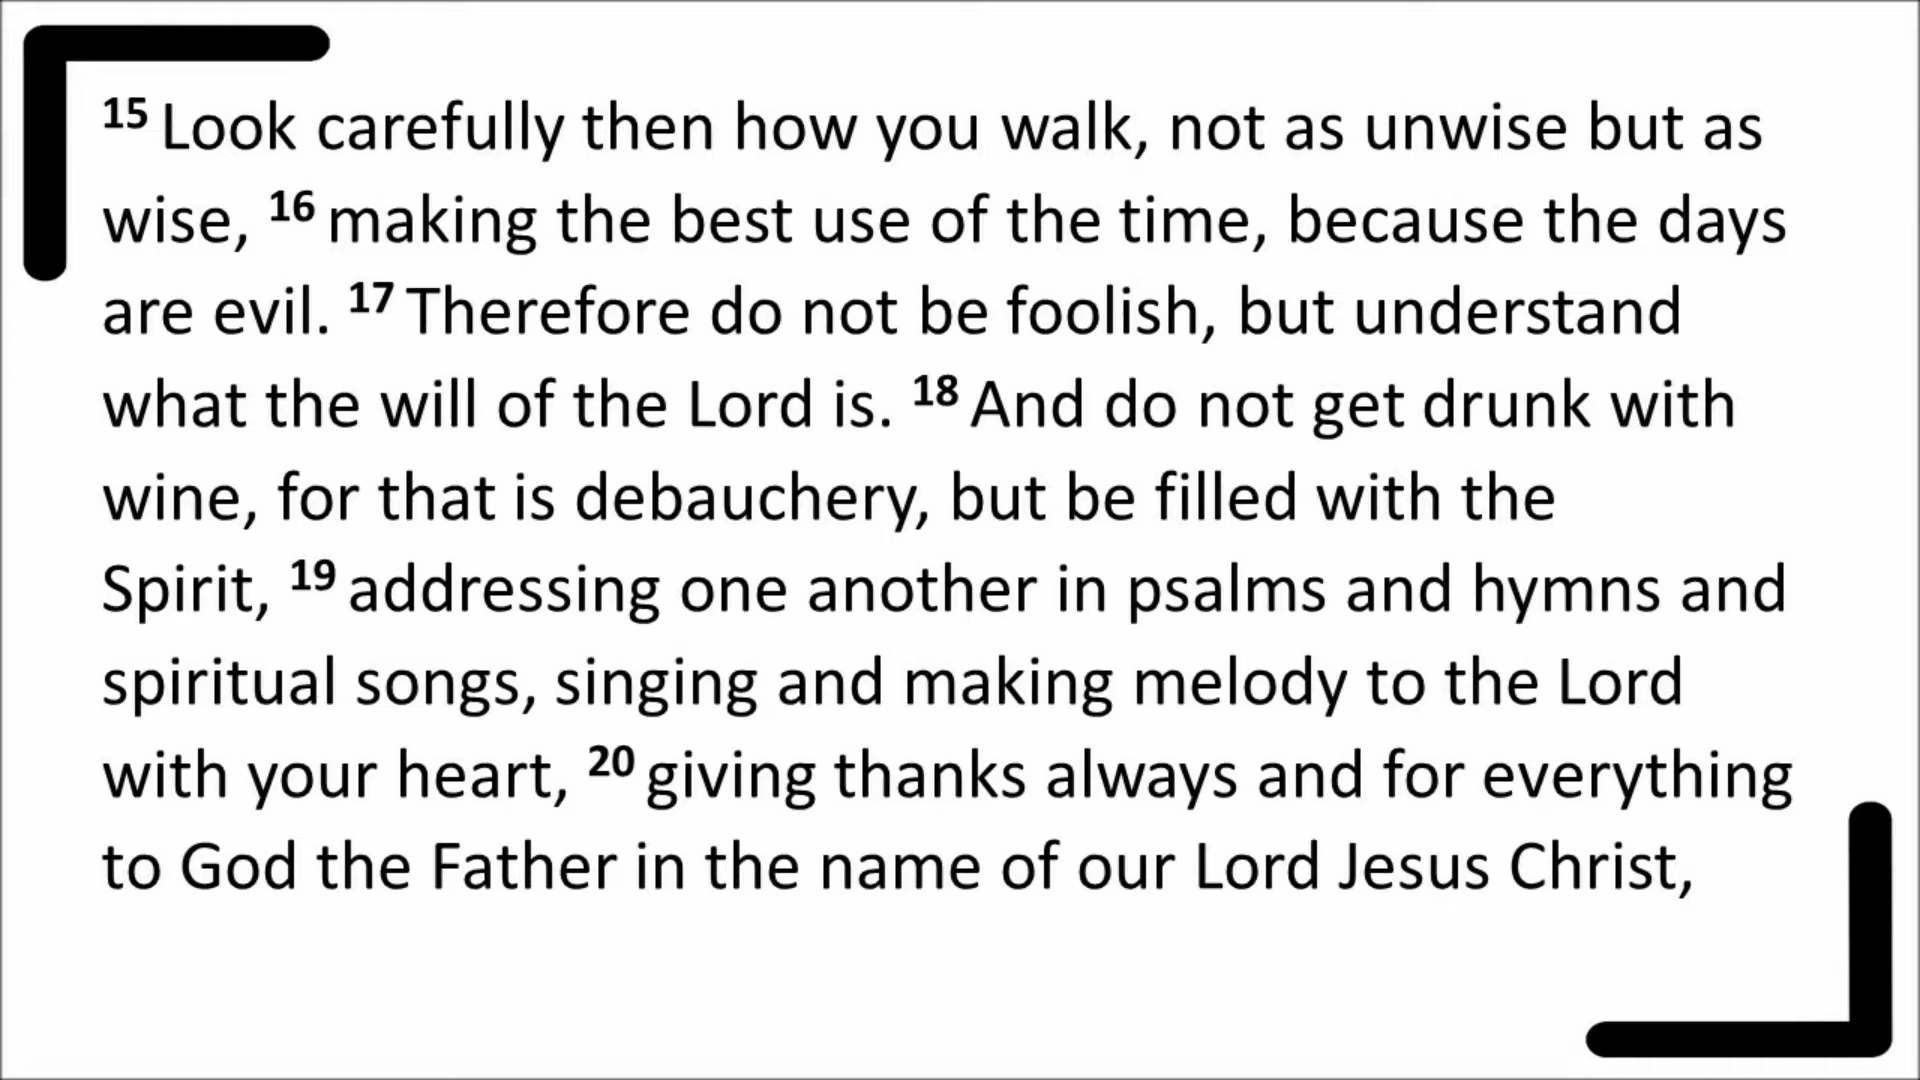 15 Look carefully then how you walk, not as unwise but as
wise, 16 making the best use of the time, because the days
are evil. 17 Therefore do not be foolish, but understand
what the will of the Lord is. 18 And do not get drunk with
wine, for that is debauchery, but be filled with the
Spirit, 19 addressing one another in psalms and hymns and
spiritual songs, singing and making melody to the Lord
with your heart, 20 giving thanks always and for everything
to God the Father in the name of our Lord Jesus Christ,